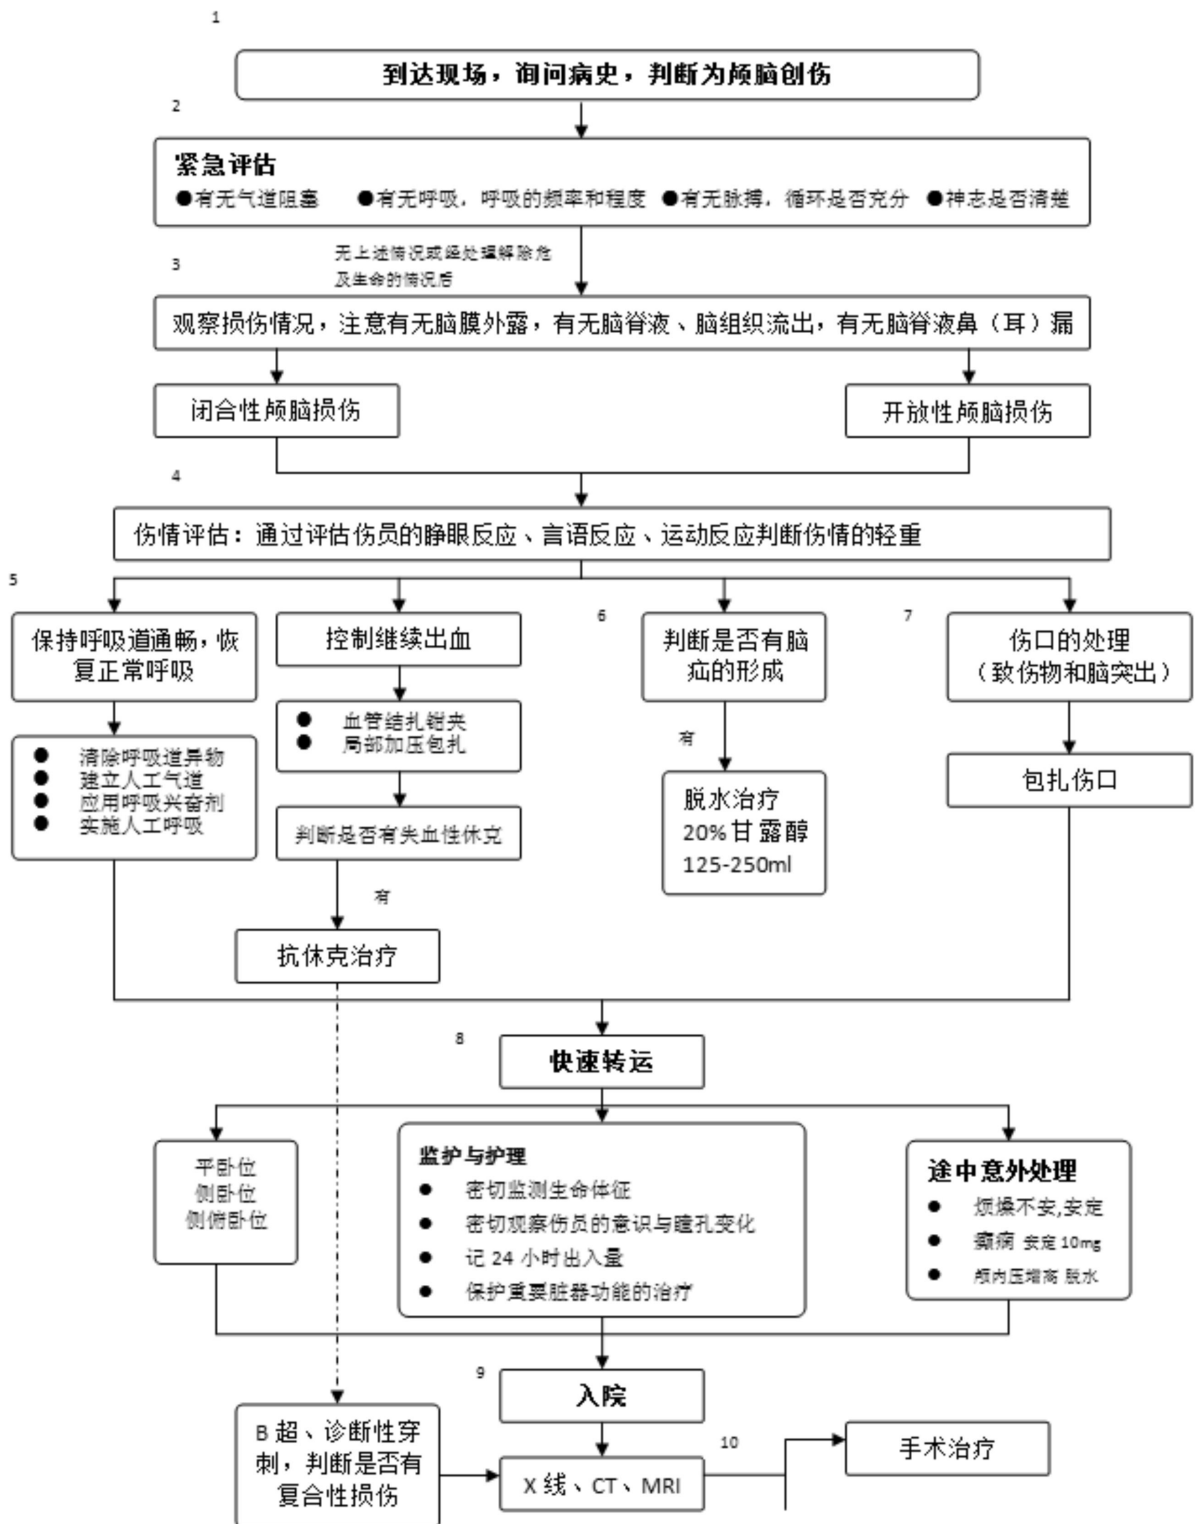 1
到达现场，询问病史，判断为颅脑创伤
2
紧急评估
●有无气道阻塞 ●有无呼吸，呼吸的频率和程度 ●有无脉搏，循环是否充分 ●神志是否清楚
3
无上述情况或经处理解除危
及生命的情况后
观察损伤情况，注意有无脑膜外露，有无脑脊液、脑组织流出，有无脑脊液鼻（耳）漏
闭合性颅脑损伤
开放性颅脑损伤
4
伤情评估：通过评估伤员的睁眼反应、言语反应、运动反应判断伤情的轻重
5
保持呼吸道通畅，恢
复正常呼吸
● 清除呼吸道异物
● 建立人工气道
● 应用呼吸兴奋剂
● 实施人工呼吸
控制继续出血
● 血管结扎钳夹
● 局部加压包扎
判断是否有失血性休克
有
抗休克治疗
6
判断是否有脑
疝的形成
有
脱水治疗
20%甘露醇
125-250ml
7
伤口的处理
（致伤物和脑突出）
包扎伤口
8
快速转运
平卧位
侧卧位
侧俯卧位
监护与护理
● 密切监测生命体征
● 密切观察伤员的意识与瞳孔变化
● 记 24 小时出入量
● 保护重要脏器功能的治疗
途中意外处理
● 烦燥不安,安定
● 癫痫 安定 10mg
● 颅内压增高 脱水
9
入院
B 超、诊断性穿
刺，判断是否有
复合性损伤
X 线、CT、MRI
10
手术治疗